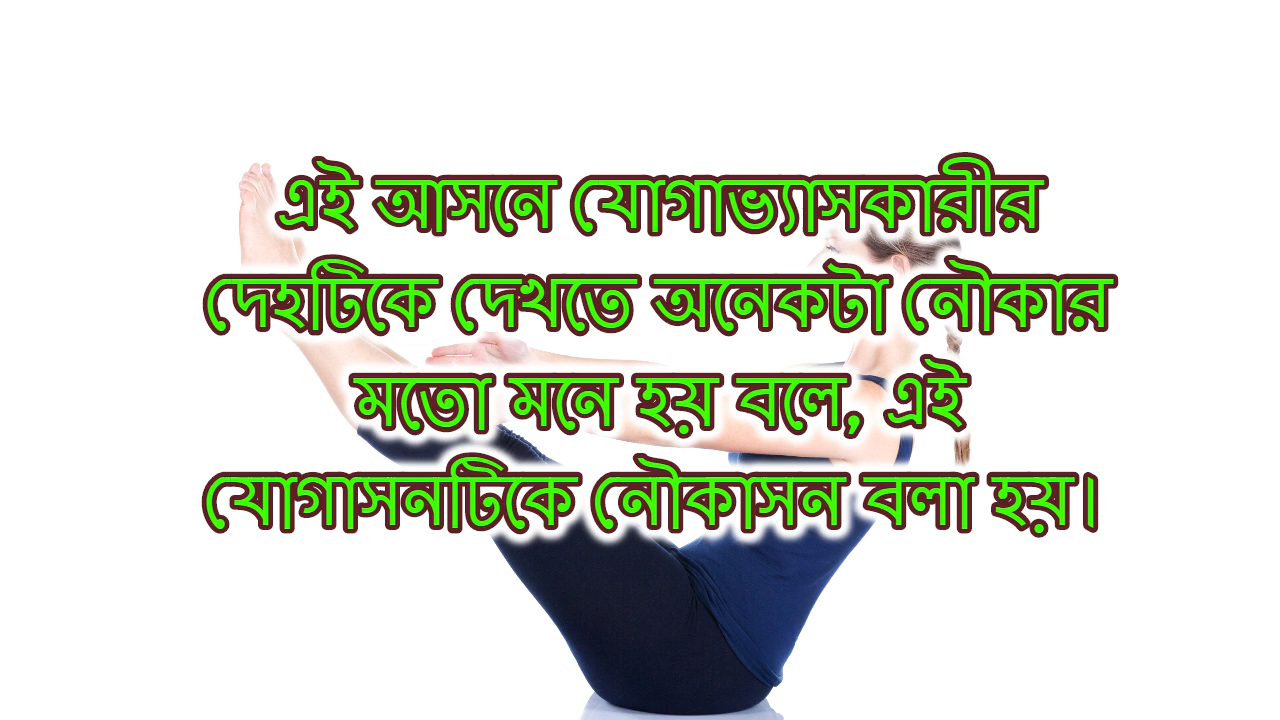 এই আসনে যোগাভ্যাসকারীর
দেহটিকে দেখতে অনেকটা নৌকার
মতো মনে হয় বলে, এই
যোগাসনটিকে নৌকাসন বলা হয়।